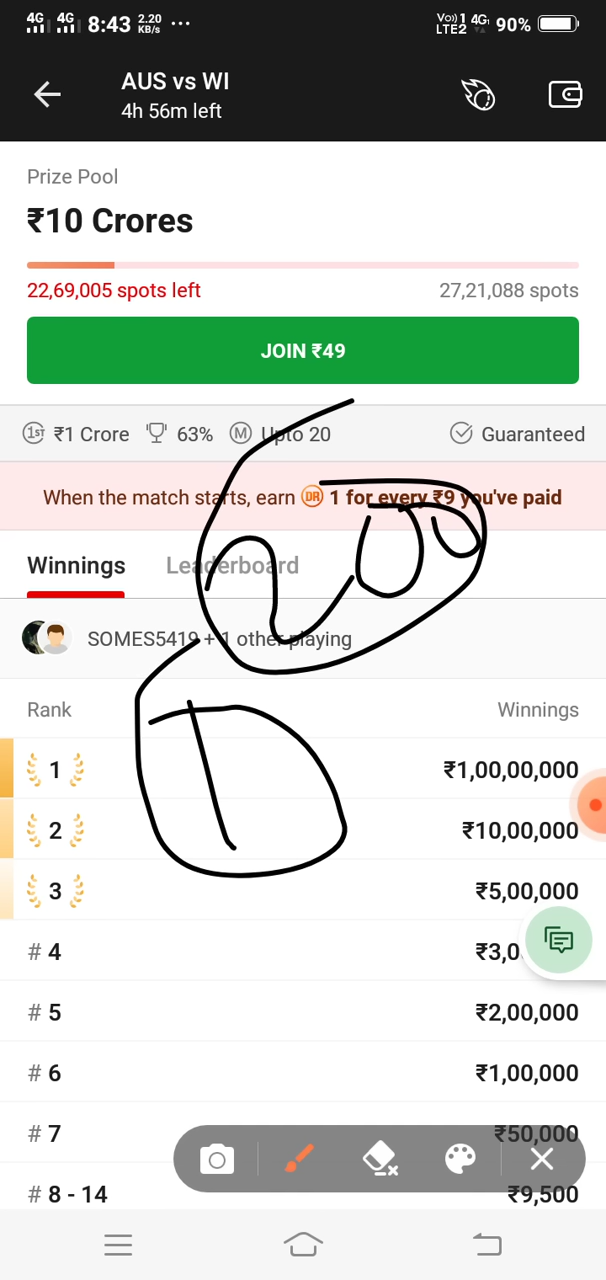 4G 4G 8:43 2.20 KB/s ... Vo)) 1 4G LTE2 90%
AUS vs WI
4h 56m left
Prize Pool
₹10 Crores
22,69,005 spots left 27,21,088 spots
JOIN ₹49
1ST ₹1 Crore 63% M Upto 20 Guaranteed
When the match starts, earn DR 1 for every ₹9 you've paid
Winnings Leaderboard
200
SOMES5419 + 1 other playing
Rank Winnings
1 ₹1,00,00,000
2 ₹10,00,000
3 ₹5,00,000
# 4 ₹3,0
# 5 ₹2,00,000
# 6 ₹1,00,000
# 7 ₹50,000
# 8 - 14 ₹9,500